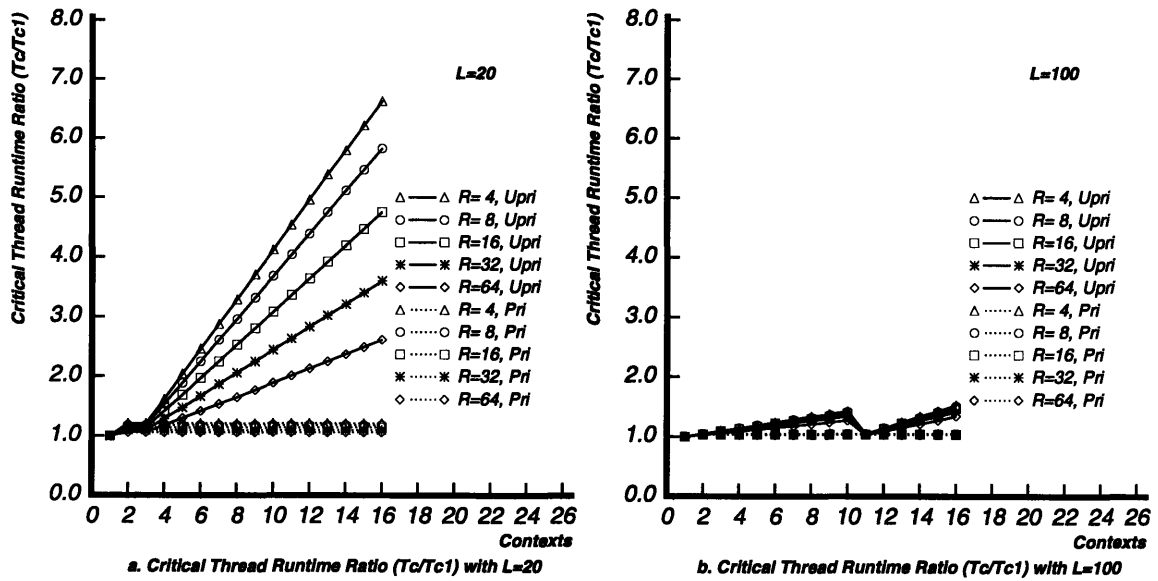 Critical Thread Runtime Ratio (Tc/Tc1)
8.0
7.0
6.0
5.0
4.0
3.0
2.0
1.0
0.0
0 2 4 6 8 10 12 14 16 18 20 22 24 26
Contexts
L=20
R= 4, Upri
R= 8, Upri
R=16, Upri
R=32, Upri
R=64, Upri
R= 4, Pri
R= 8, Pri
R=16, Pri
R=32, Pri
R=64, Pri
a. Critical Thread Runtime Ratio (Tc/Tc1) with L=20
Critical Thread Runtime Ratio (Tc/Tc1)
8.0
7.0
6.0
5.0
4.0
3.0
2.0
1.0
0.0
0 2 4 6 8 10 12 14 16 18 20 22 24 26
Contexts
L=100
R= 4, Upri
R= 8, Upri
R=16, Upri
R=32, Upri
R=64, Upri
R= 4, Pri
R= 8, Pri
R=16, Pri
R=32, Pri
R=64, Pri
b. Critical Thread Runtime Ratio (Tc/Tc1) with L=100